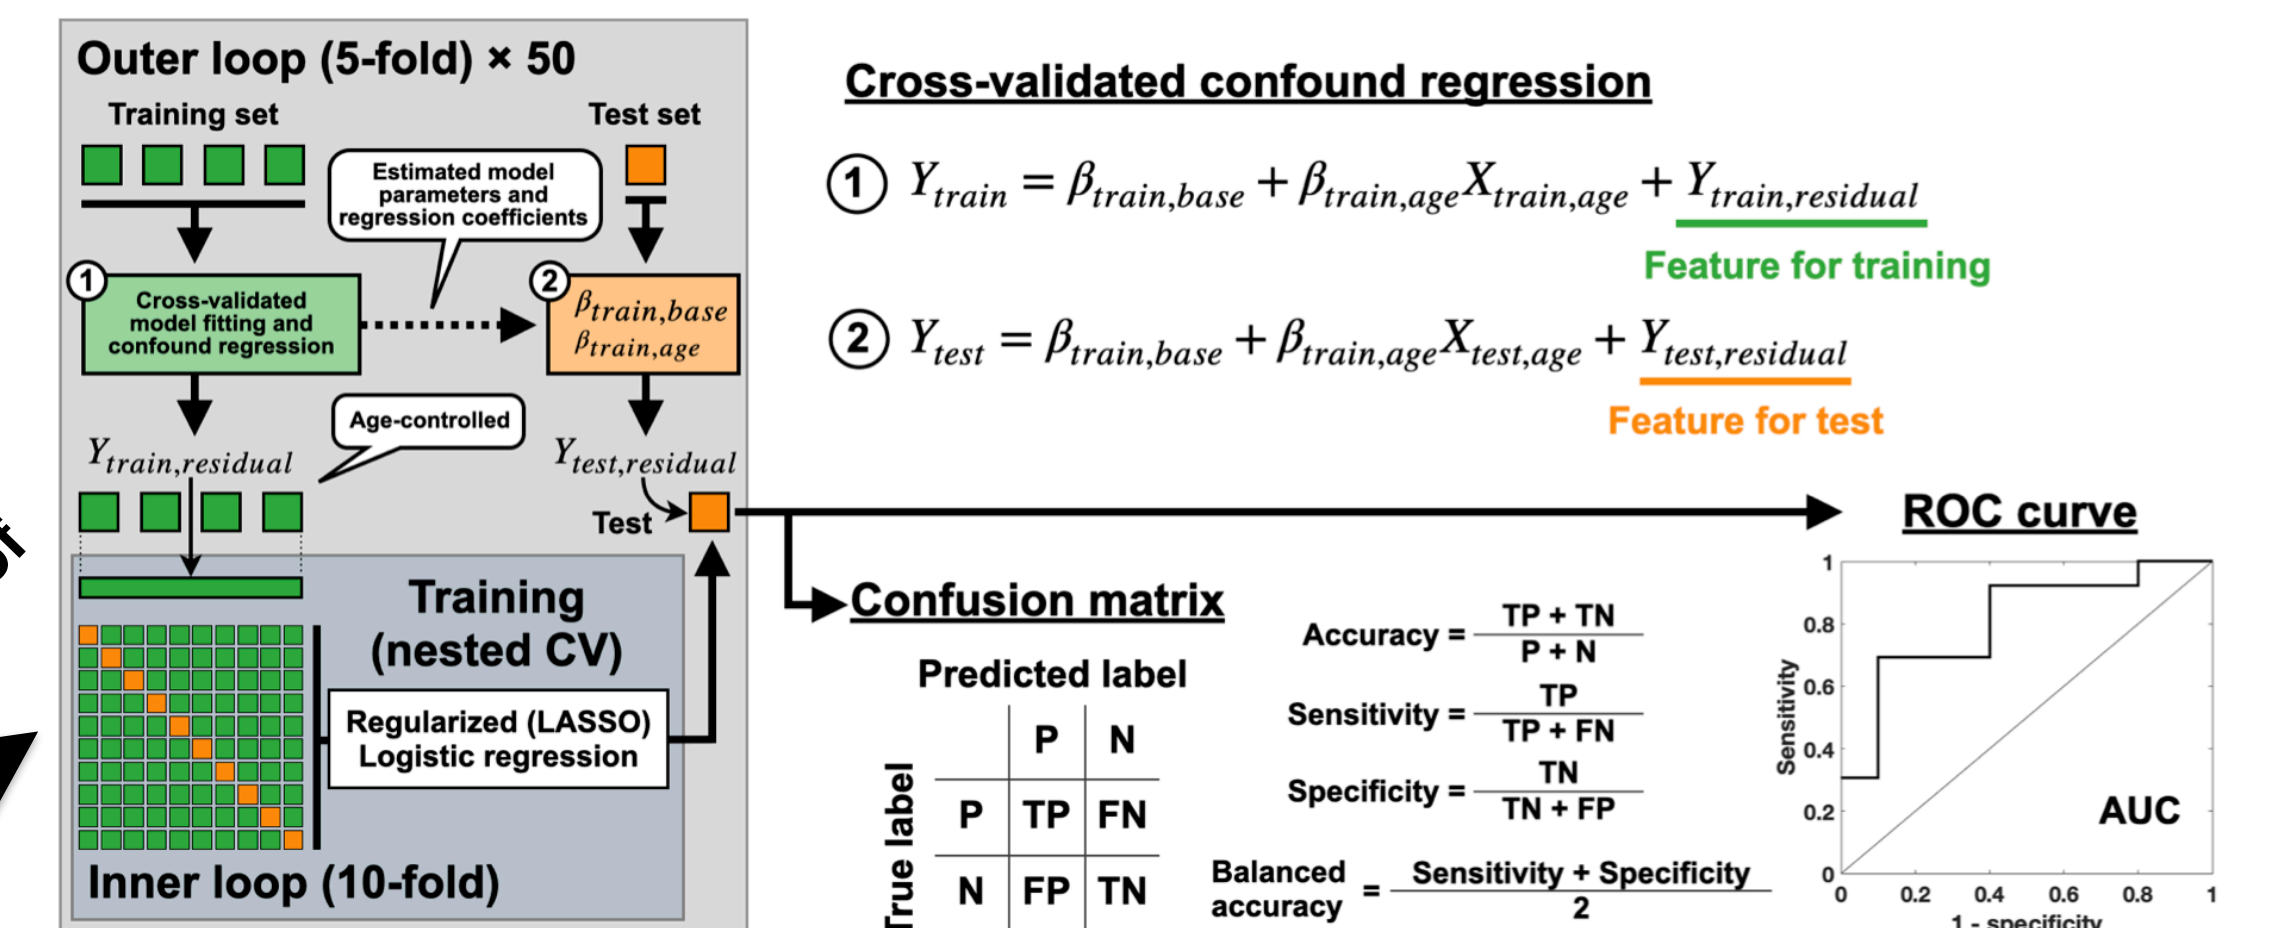 Outer loop (5-fold) × 50
Training set
Test set
Estimated model
parameters and
regression coefficients
1
Cross-validated
model fitting and
confound regression
2
βtrain,base
βtrain,age
Age-controlled
Ytrain,residual
Ytest,residual
Test
Training
(nested CV)
Regularized (LASSO)
Logistic regression
Inner loop (10-fold)
Cross-validated confound regression
① Ytrain = βtrain,base + βtrain,ageXtrain,age + Ytrain,residual
Feature for training
② Ytest = βtrain,base + βtrain,ageXtest,age + Ytest,residual
Feature for test
Confusion matrix
Predicted label
True label
P N
P TP FN
N FP TN
Accuracy = TP + TN
P + N
Sensitivity = TP
TP + FN
Specificity = TN
TN + FP
Balanced
accuracy
= Sensitivity + Specificity
2
ROC curve
Sensitivity
1
0.8
0.6
0.4
0.2
0
AUC
0 0.2 0.4 0.6 0.8 1
1 - specificity